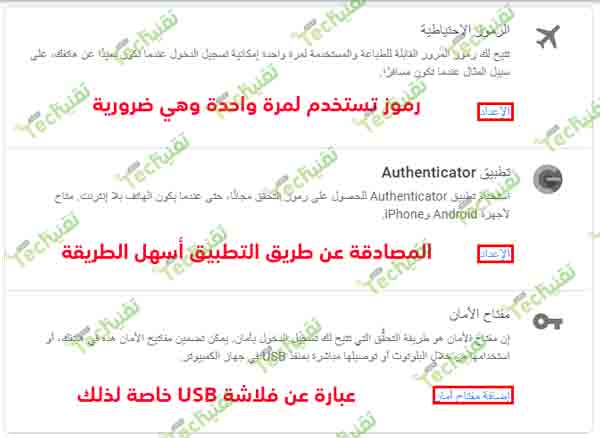 الرموز الاحتياطية
تتيح لك رموز المرور القابلة للطباعة والمستخدمة لمرة واحدة إمكانية تسجيل الدخول عندما تكون بعيدًا عن هاتفك، على
سبيل المثال عندما تكون مسافرًا.
الإعداد
رموز تستخدم لمرة واحدة وهي ضرورية
تطبيق Authenticator
استخدام تطبيق Authenticator للحصول على رموز التحقق مجانًا، حتى عندما يكون الهاتف بلا إنترنت. متاح
لأجهزة Android وiPhone.
الإعداد
المصادقة عن طريق التطبيق أسهل الطريقة
مفتاح الأمان
إن مفتاح الأمان هو طريقة التحقُّق التي تتيح لك تسجيل الدخول بأمان. يمكن تضمين مفاتيح الأمان هذه في هاتفك، أو
استخدامها من خلال البلوتوث أو توصيلها مباشرة بمنفذ USB في جهاز الكمبيوتر.
إضافة مفتاح أمان
عبارة عن فلاشة USB خاصة لذلك
تقني Tech